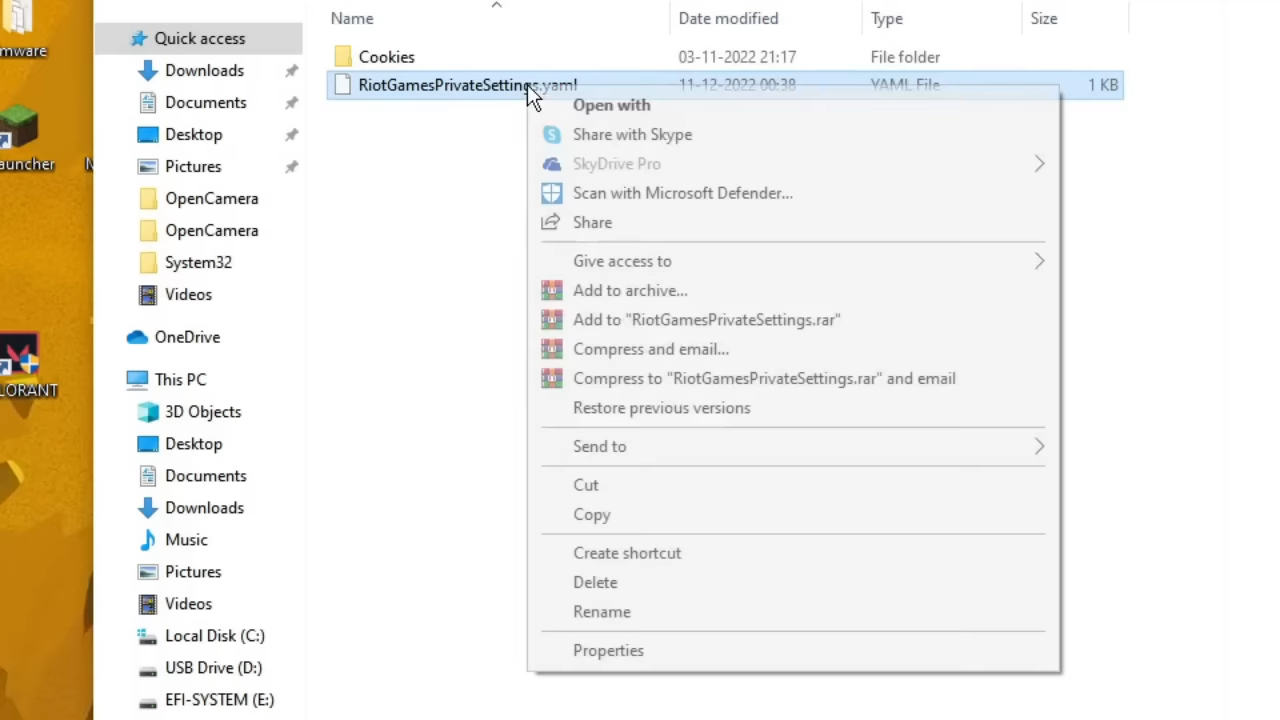 mware
auncher
M
LORANT
Quick access
Downloads
Documents
Desktop
Pictures
OpenCamera
OpenCamera
System32
Videos
OneDrive
This PC
3D Objects
Desktop
Documents
Downloads
Music
Pictures
Videos
Local Disk (C:)
USB Drive (D:)
EFI-SYSTEM (E:)
Name Date modified Type Size
Cookies 03-11-2022 21:17 File folder
RiotGamesPrivateSettings.yaml 11-12-2022 00:38 YAML File 1 KB
Open with
Share with Skype
SkyDrive Pro
Scan with Microsoft Defender...
Share
Give access to
Add to archive...
Add to "RiotGamesPrivateSettings.rar"
Compress and email...
Compress to "RiotGamesPrivateSettings.rar" and email
Restore previous versions
Send to
Cut
Copy
Create shortcut
Delete
Rename
Properties